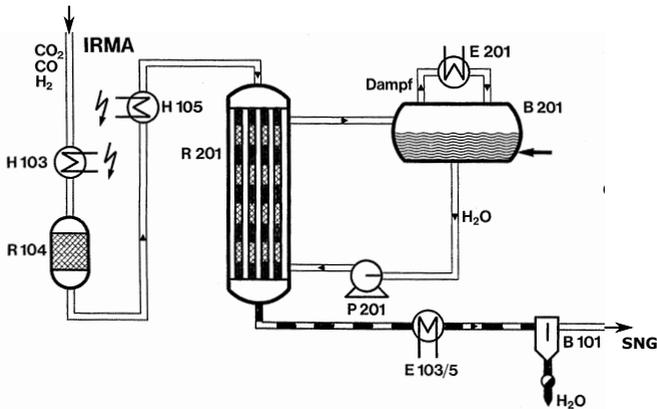 IRMA
CO2
CO
H2
H 103
R 104
H 105
R 201
E 201
Dampf
B 201
H2O
P 201
E 103/5
B 101
SNG
H2O